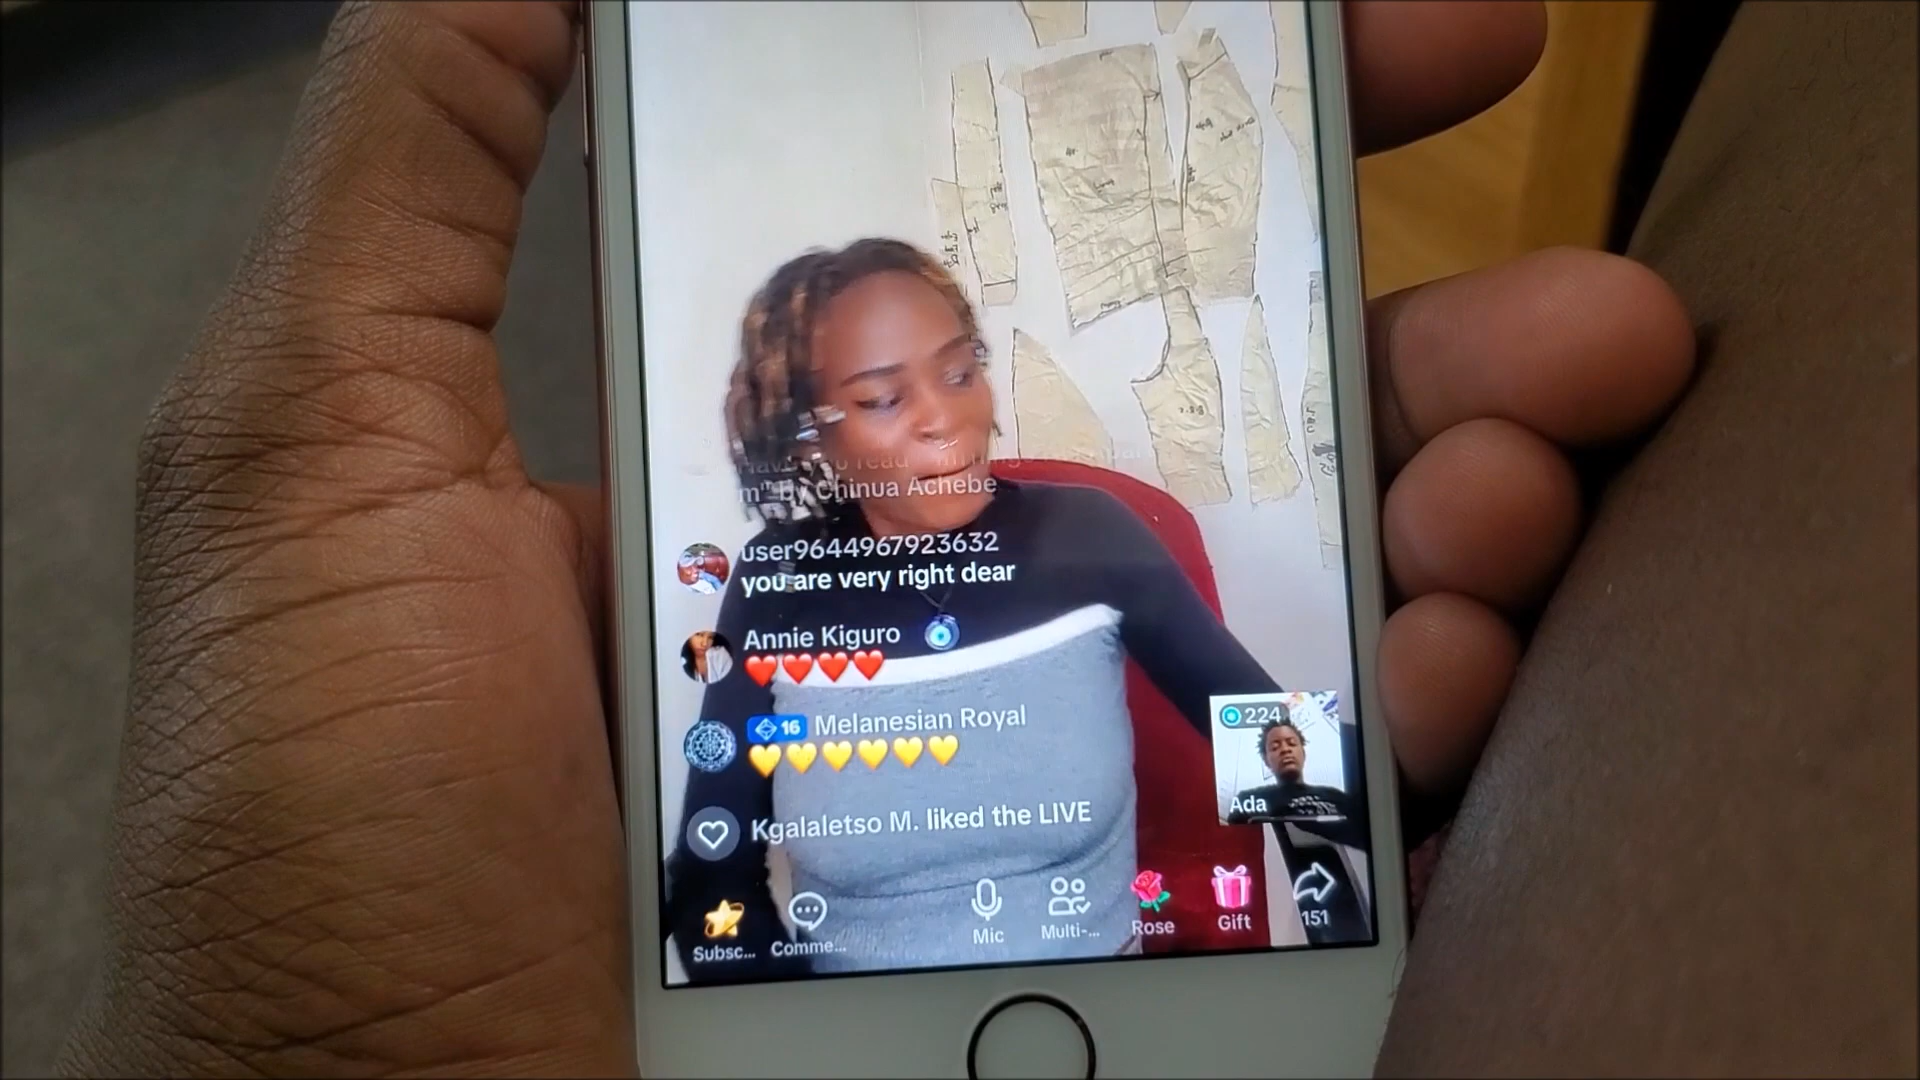 m" by Chinua Achebe
user9644967923632
you are very right dear
Annie Kiguro
16 Melanesian Royal
Kgalaletso M. liked the LIVE
224
Ada
Subsc...
Comme...
Mic
Multi-...
Rose
Gift
151